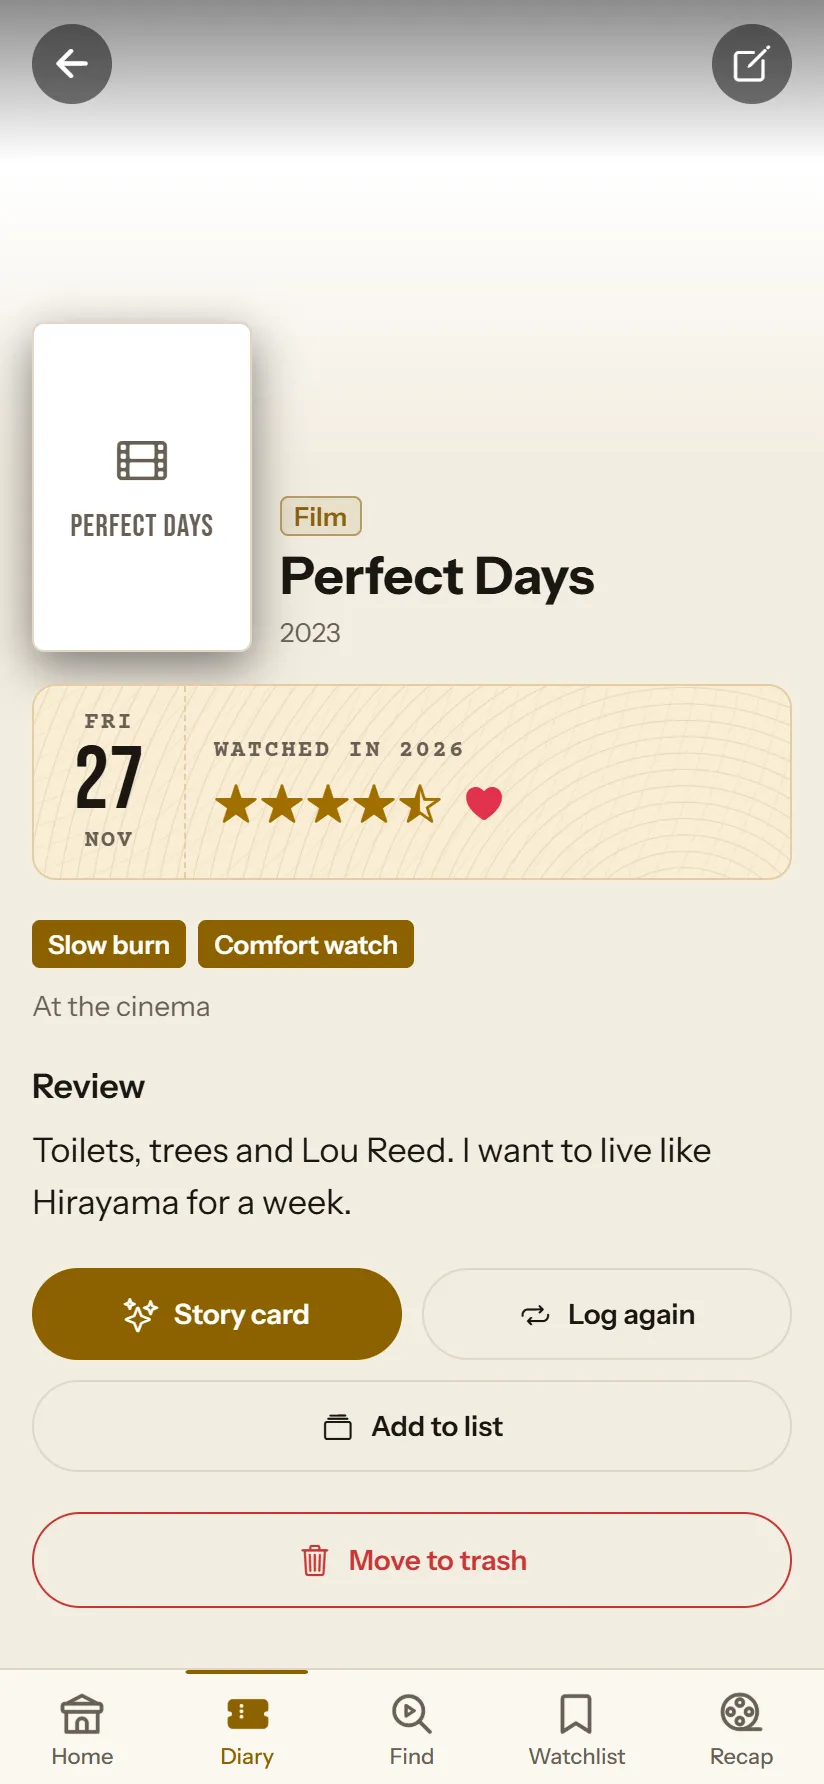 PERFECT DAYS
Film
Perfect Days
2023
FRI
27
NOV
WATCHED IN 2026
Slow burn
Comfort watch
At the cinema
Review
Toilets, trees and Lou Reed. I want to live like
Hirayama for a week.
Story card
Log again
Add to list
Move to trash
Home
Diary
Find
Watchlist
Recap